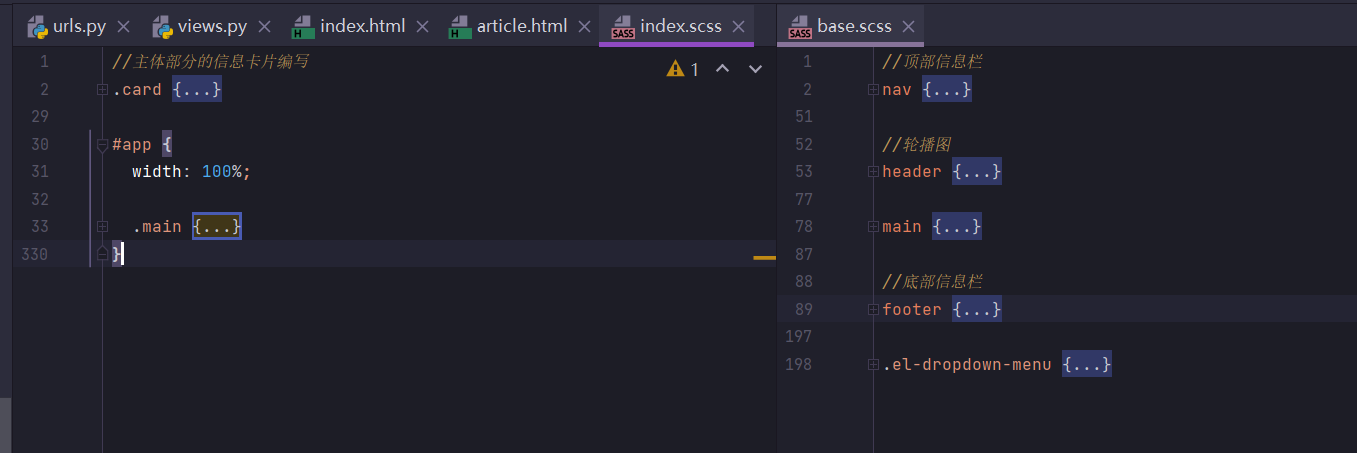 urls.py views.py index.html article.html index.scss base.scss
1 //主体部分的信息卡片编写
2 .card {...}
29
30 #app {
31 width: 100%;
32
33 .main {...}
330 }
1
1 //顶部信息栏
2 nav {...}
51
52 //轮播图
53 header {...}
77
78 main {...}
87
88 //底部信息栏
89 footer {...}
197
198 .el-dropdown-menu {...}